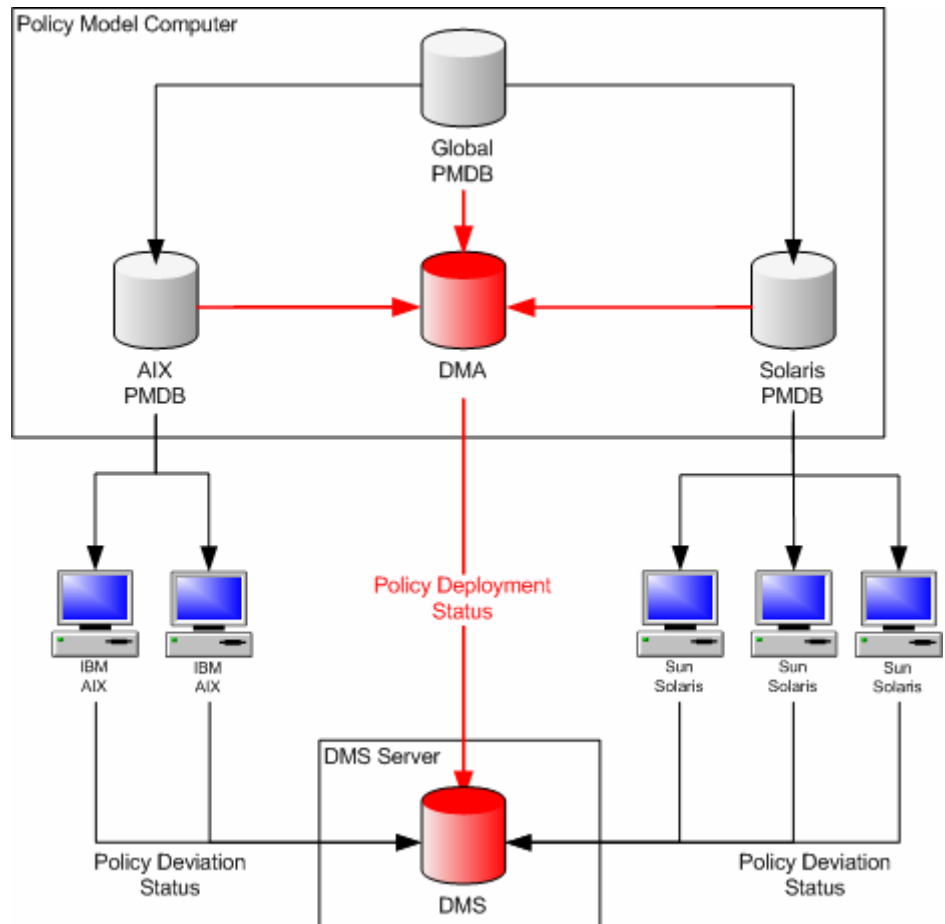 Policy Model Computer
Global
PMDB
AIX
PMDB
DMA
Solaris
PMDB
Policy Deployment
Status
IBM
AIX
IBM
AIX
Sun
Solaris
Sun
Solaris
Sun
Solaris
DMS Server
Policy Deviation
Status
DMS
Policy Deviation
Status